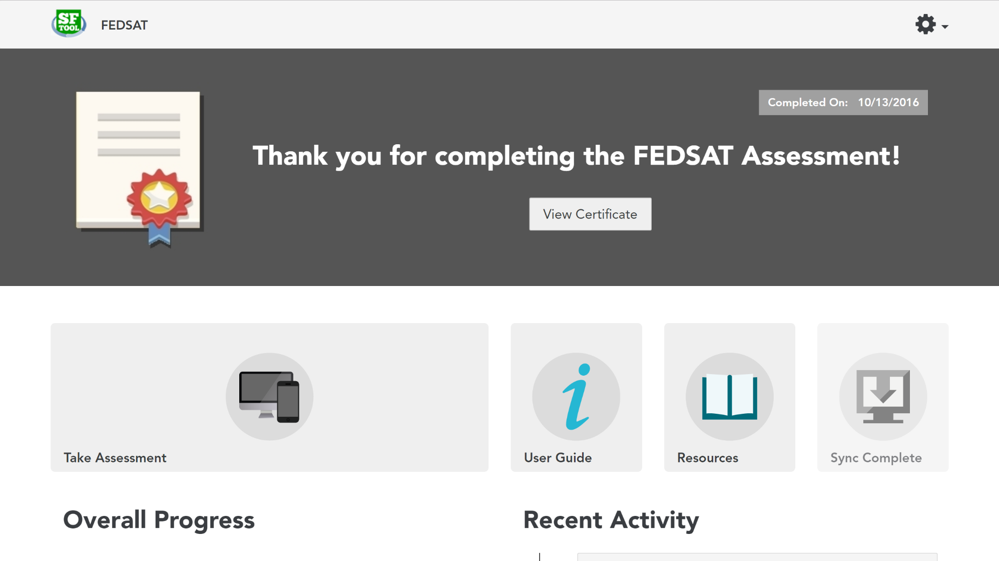 SF
TOOL
FEDSAT
Completed On: 10/13/2016
Thank you for completing the FEDSAT Assessment!
View Certificate
Take Assessment
User Guide
Resources
Sync Complete
Overall Progress
Recent Activity